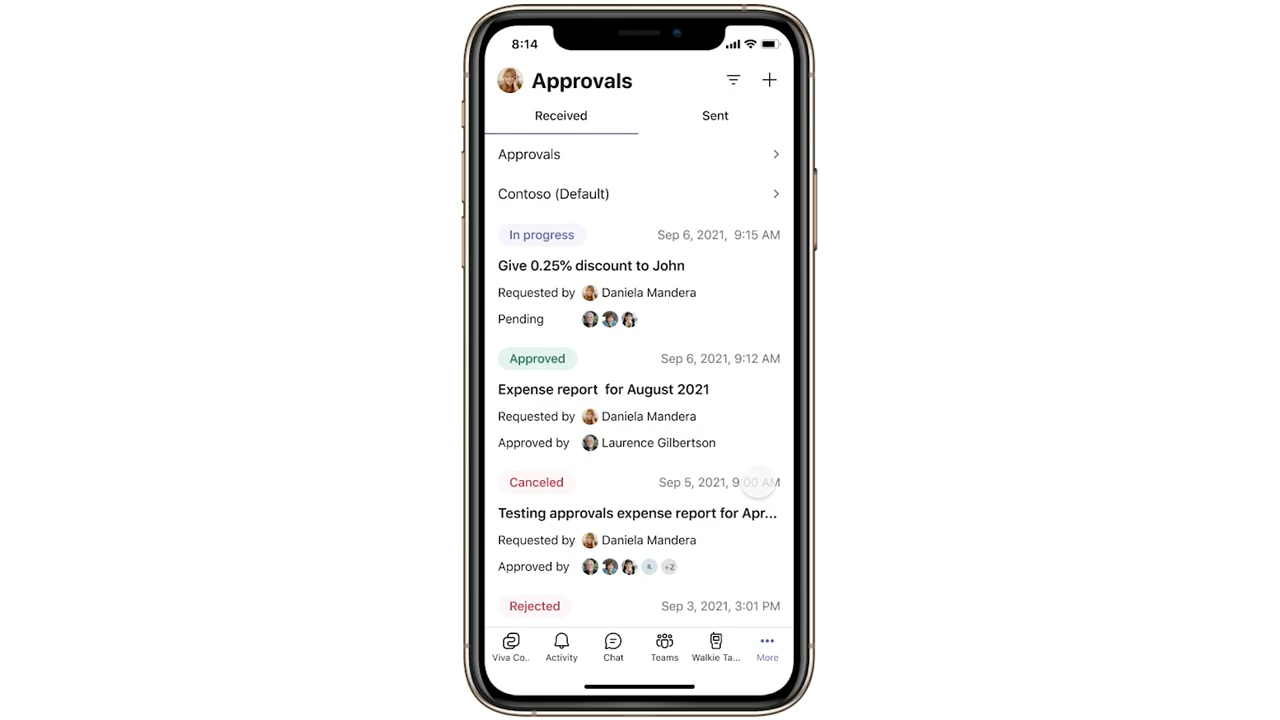 8:14
Approvals
Received Sent
Approvals
Contoso (Default)
In progress Sep 6, 2021, 9:15 AM
Give 0.25% discount to John
Requested by Daniela Mandera
Pending
Approved Sep 6, 2021, 9:12 AM
Expense report for August 2021
Requested by Daniela Mandera
Approved by Laurence Gilbertson
Canceled Sep 5, 2021, 9:00 AM
Testing approvals expense report for Apr...
Requested by Daniela Mandera
Approved by +2
Rejected Sep 3, 2021, 3:01 PM
Viva Co.. Activity Chat Teams Walkie Ta... More